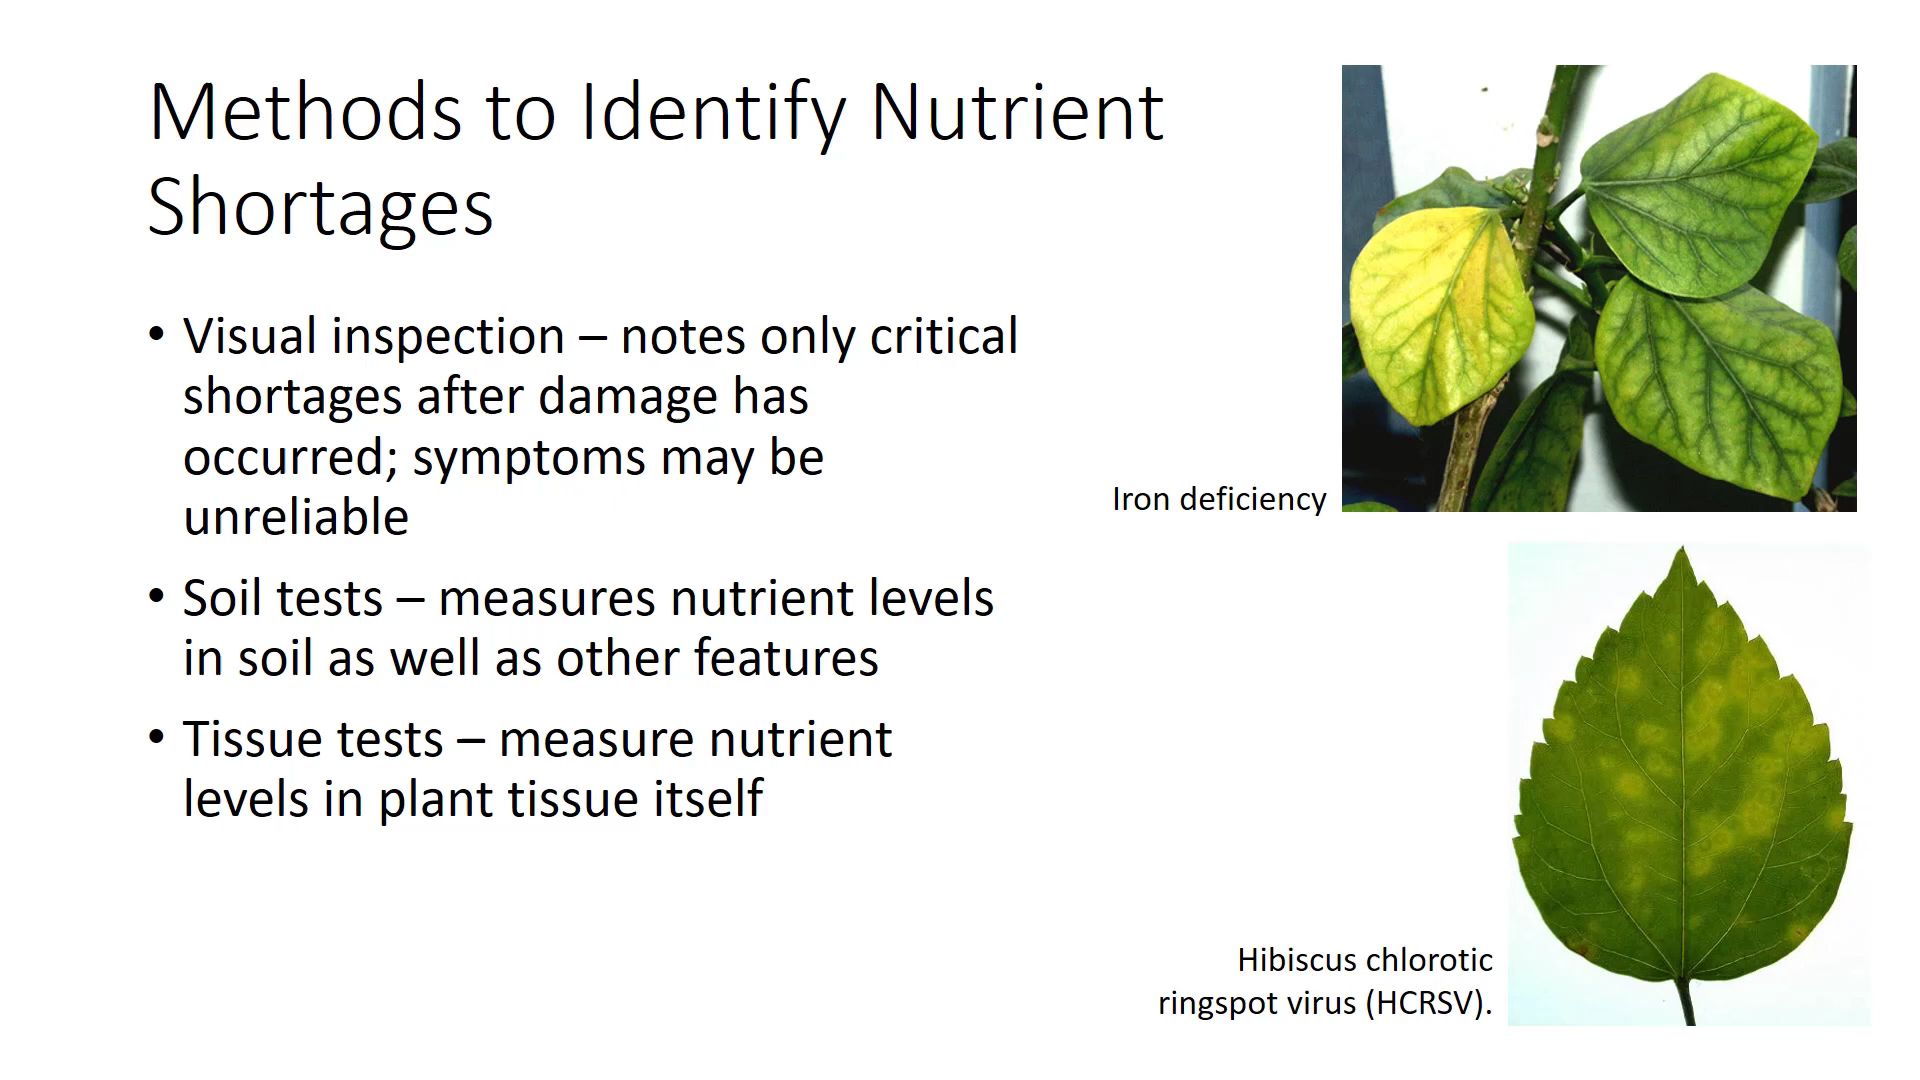 Methods to Identify Nutrient
Shortages
• Visual inspection – notes only critical
shortages after damage has
occurred; symptoms may be
unreliable
• Soil tests – measures nutrient levels
in soil as well as other features
• Tissue tests – measure nutrient
levels in plant tissue itself
Iron deficiency
Hibiscus chlorotic
ringspot virus (HCRSV).